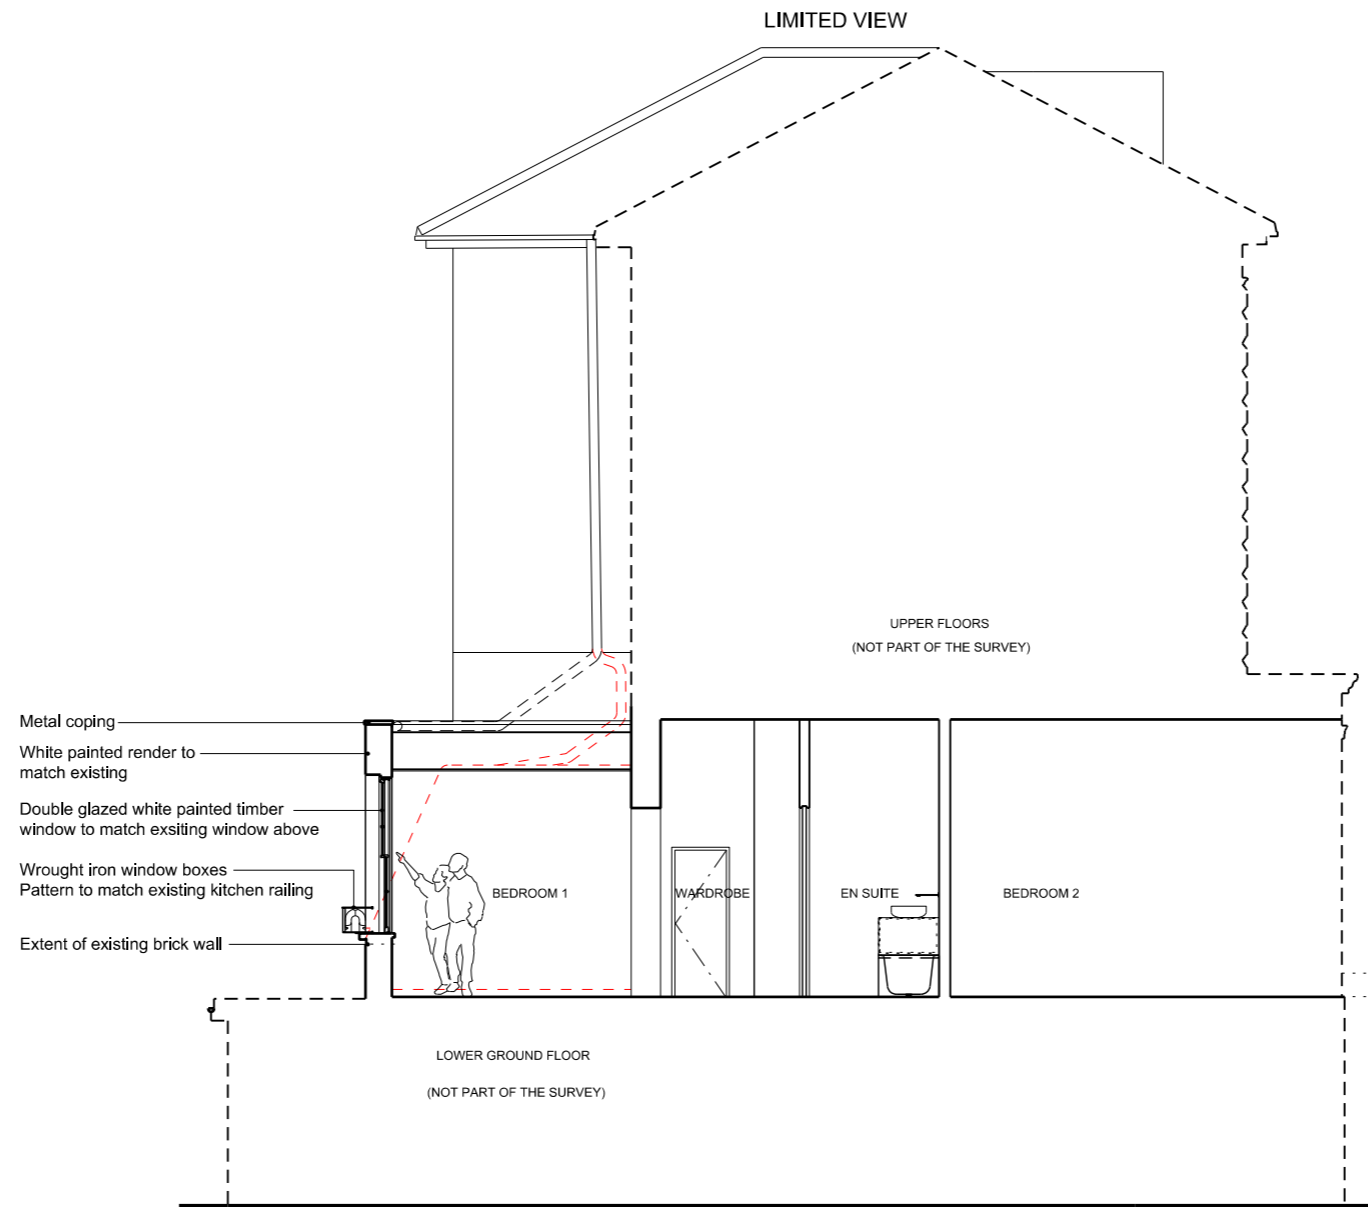 LIMITED VIEW
UPPER FLOORS
(NOT PART OF THE SURVEY)
Metal coping
White painted render to
match existing
Double glazed white painted timber
window to match exsiting window above
Wrought iron window boxes
Pattern to match existing kitchen railing
Extent of existing brick wall
BEDROOM 1
WARDROBE
EN SUITE
BEDROOM 2
LOWER GROUND FLOOR
(NOT PART OF THE SURVEY)